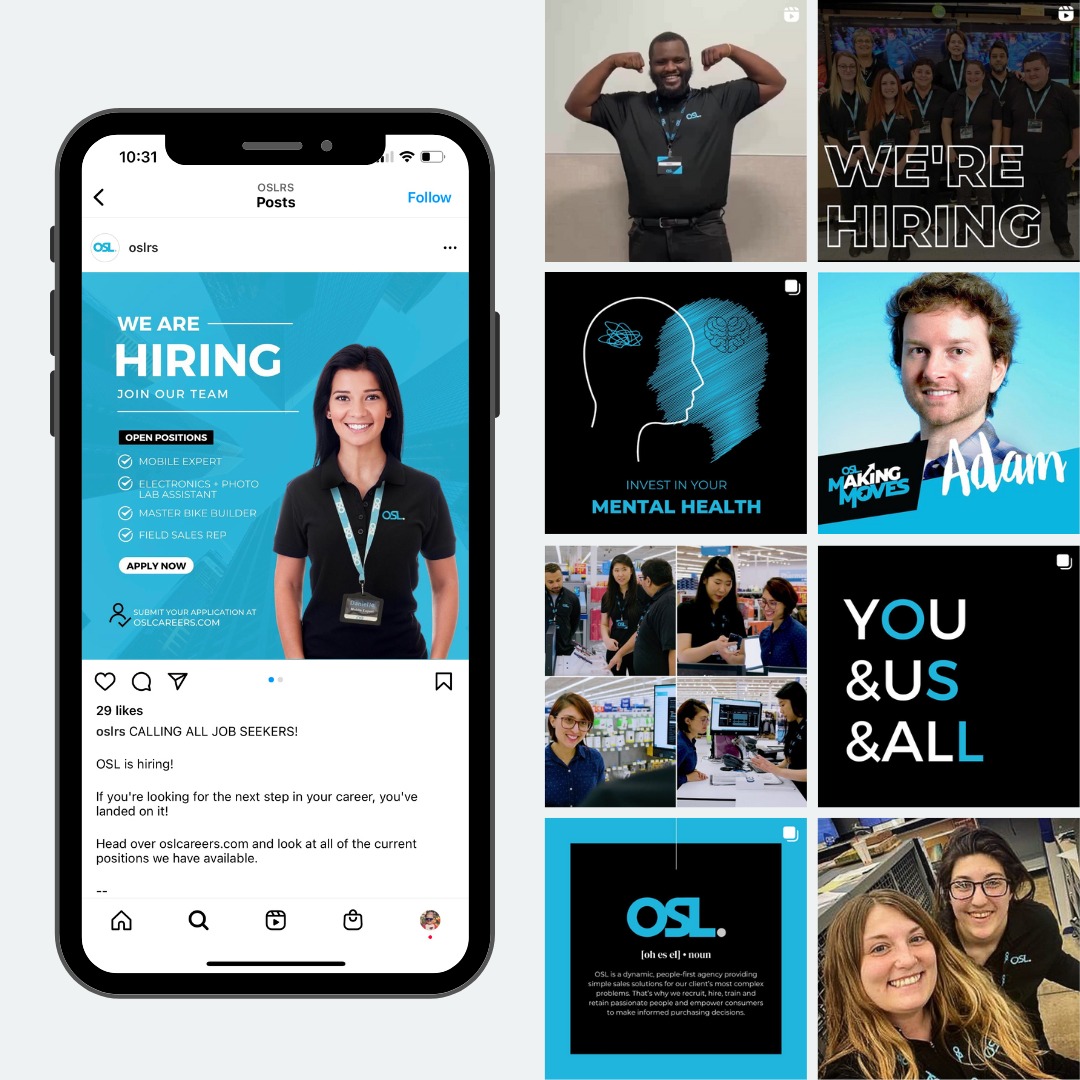 10:31
OSLRS
Posts
Follow
OSL.
oslrs
WE ARE
HIRING
JOIN OUR TEAM
OPEN POSITIONS
MOBILE EXPERT
ELECTRONICS + PHOTO
LAB ASSISTANT
MASTER BIKE BUILDER
FIELD SALES REP
APPLY NOW
SUBMIT YOUR APPLICATION AT
OSLCAREERS.COM
OSL.
29 likes
oslrs CALLING ALL JOB SEEKERS!
OSL is hiring!
If you're looking for the next step in your career, you've
landed on it!
Head over oslcareers.com and look at all of the current
positions we have available.
--
OSL.
WE'RE
HIRING
INVEST IN YOUR
MENTAL HEALTH
OSL
MAKING
MOVES
Adam
OSL.
YOU
&US
&ALL
OSL.
[oh es el] • noun
OSL is a dynamic, people-first agency providing
simple sales solutions for our client's most complex
problems. That's why we recruit, hire, train and
retain passionate people and empower consumers
to make informed purchasing decisions.
OSL.